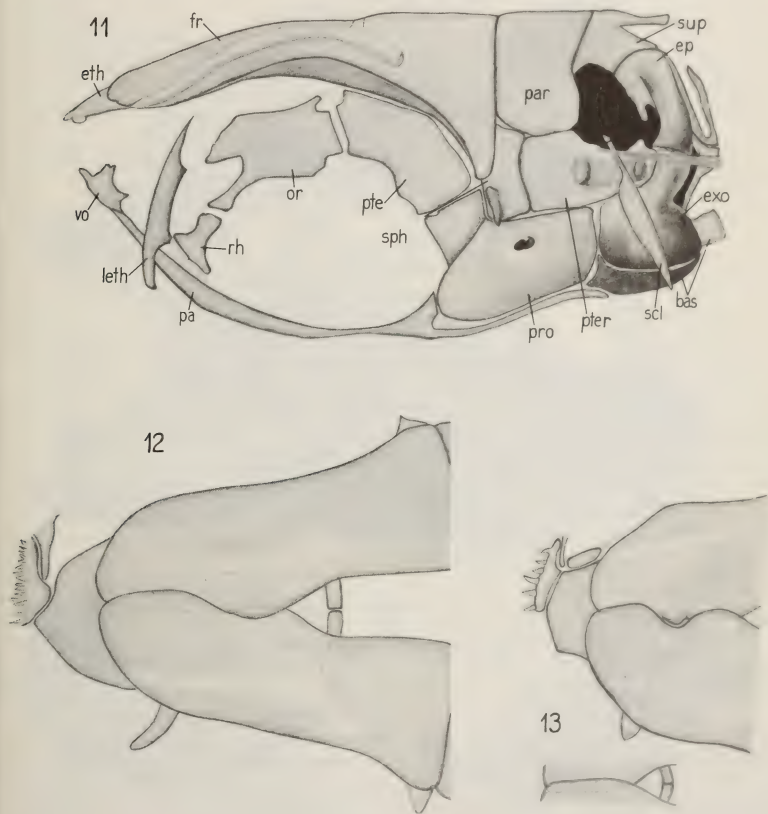 11
fr
eth
sup
ep
par
or
pte
vo
rh
sph
exo
leth
pa
pro
pter
scl
bas
12
13